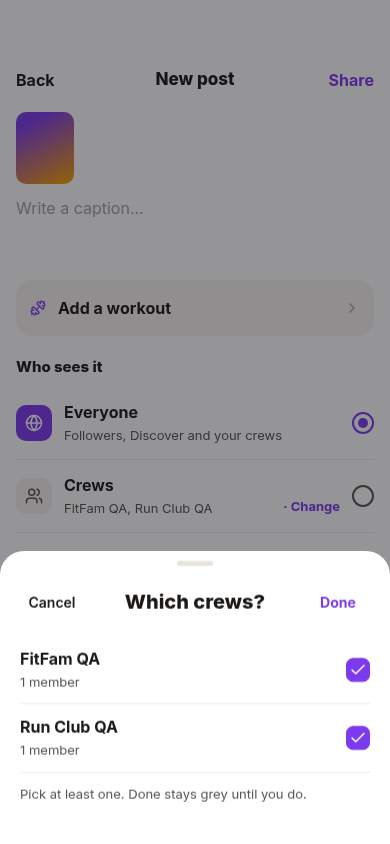 Back New post Share
Write a caption...
Add a workout
Who sees it
Everyone
Followers, Discover and your crews
Crews
FitFam QA, Run Club QA · Change
Cancel Which crews? Done
FitFam QA
1 member
Run Club QA
1 member
Pick at least one. Done stays grey until you do.